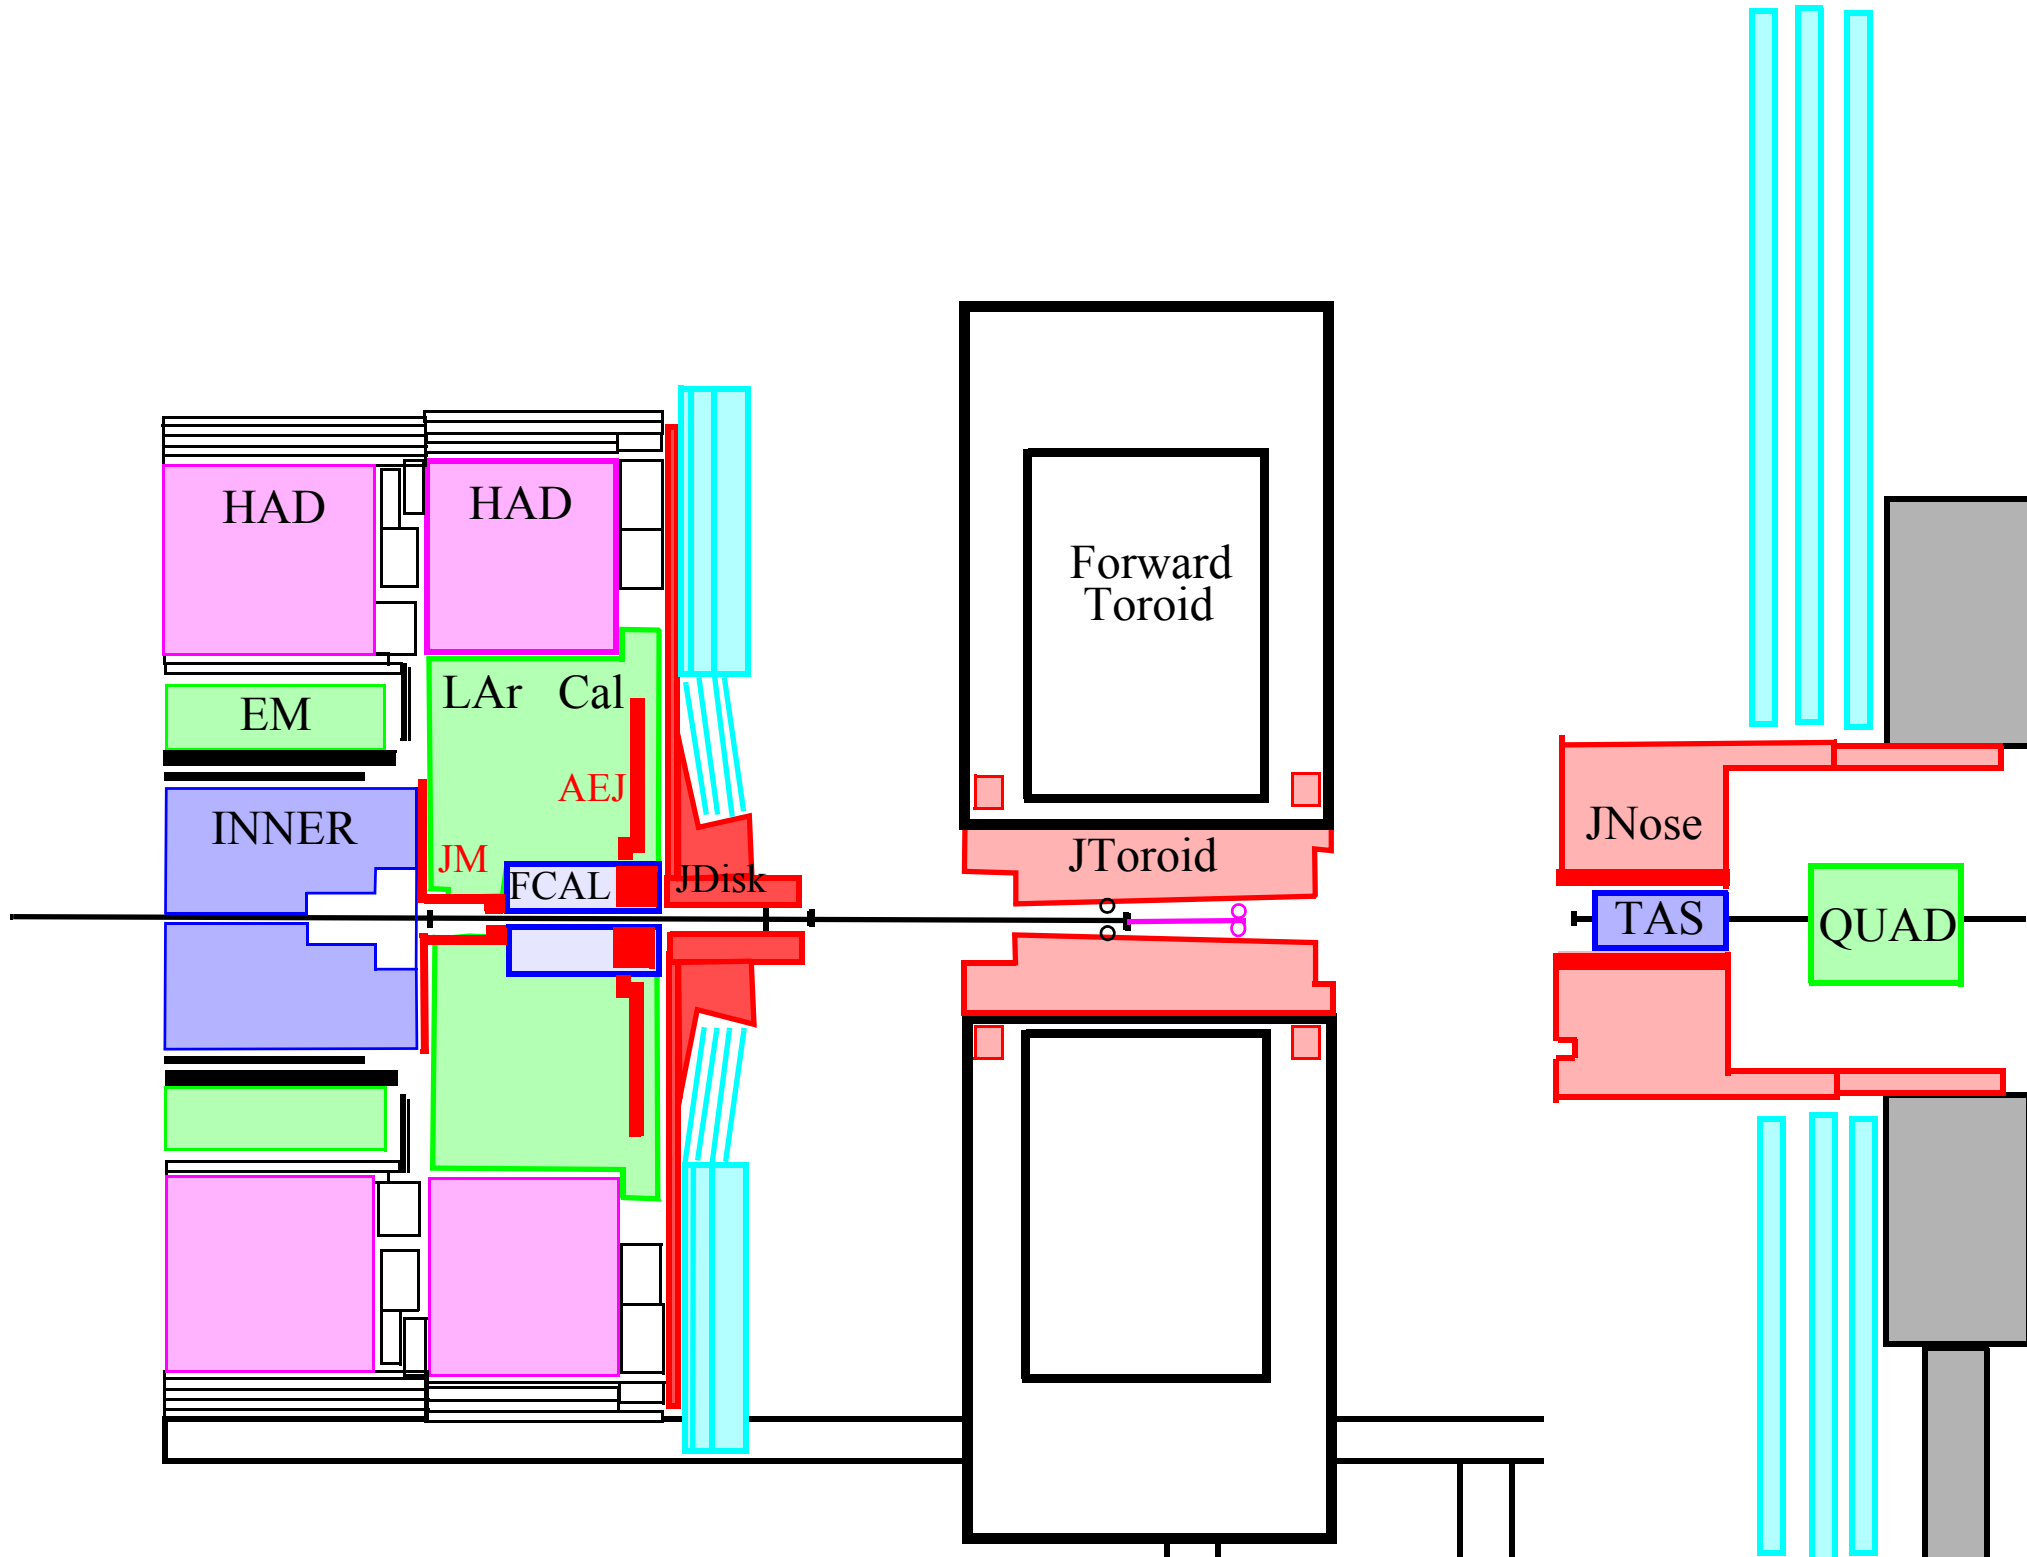 HAD
HAD
Forward
Toroid
LAr Cal
EM
AEJ
INNER
JNose
JM
JToroid
FCAL
JDisk
TAS
QUAD